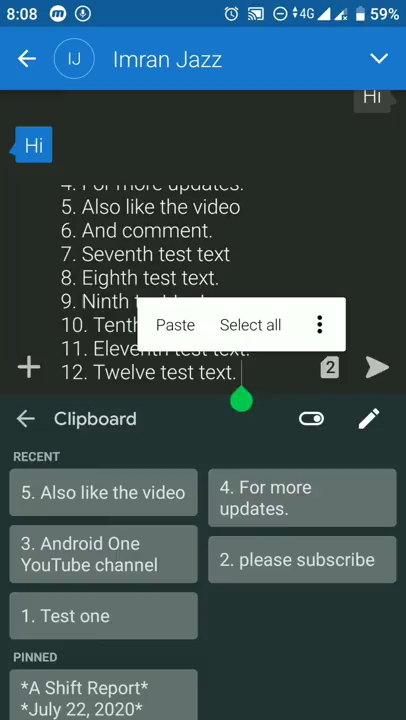 8:08
4G
59%
IJ
Imran Jazz
Hi
Hi
4. For more updates.
5. Also like the video
6. And comment.
7. Seventh test text
8. Eighth test text.
9. Ninth
10. Tenth
Paste
Select all
11. Eleventh test text.
12. Twelve test text.
2
Clipboard
RECENT
5. Also like the video
4. For more
updates.
3. Android One
YouTube channel
2. please subscribe
1. Test one
PINNED
*A Shift Report*
*July 22, 2020*